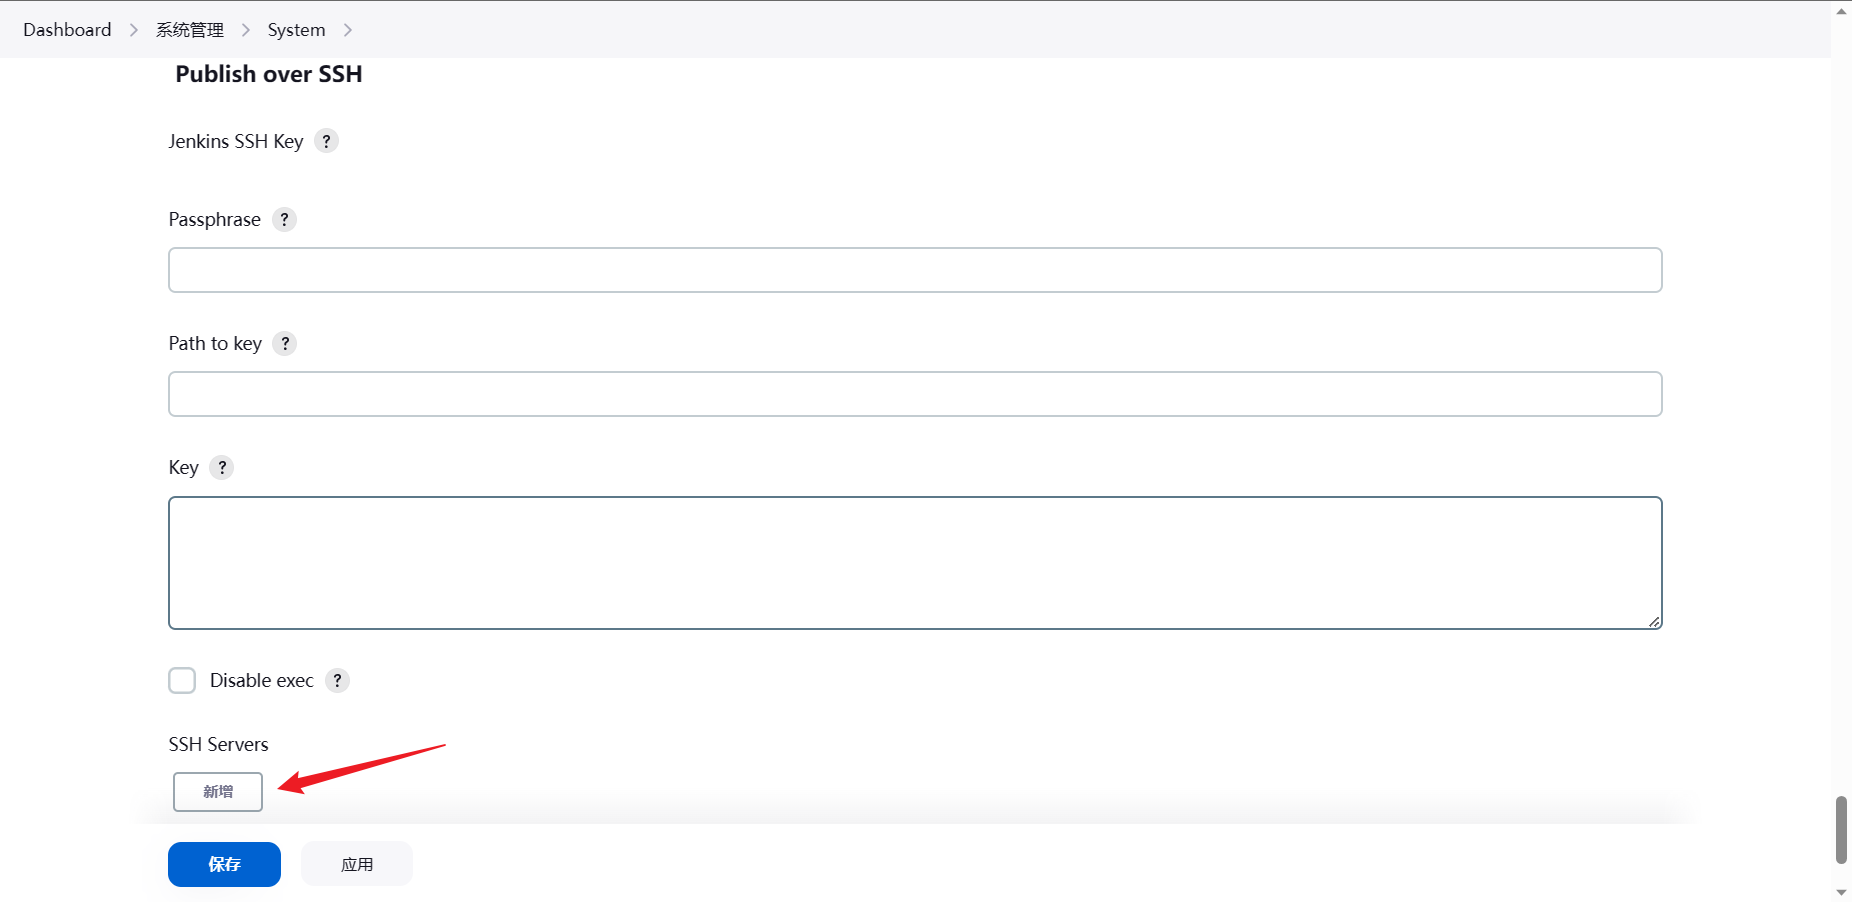 Dashboard > 系统管理 > System >
Publish over SSH
Jenkins SSH Key ?
Passphrase ?
Path to key ?
Key ?
Disable exec ?
SSH Servers
新增
保存 应用